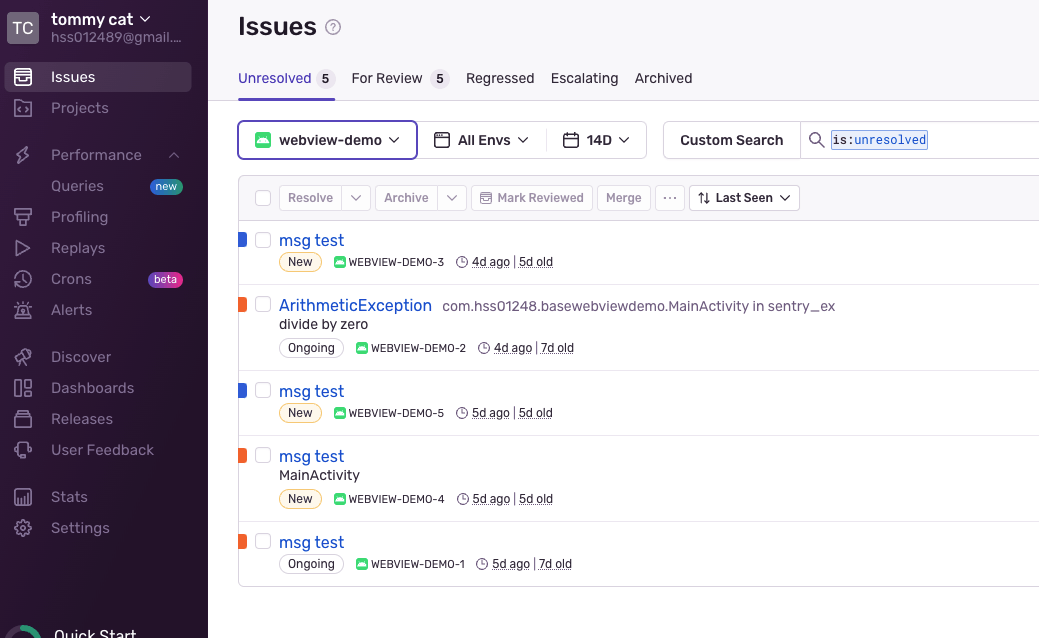 TC
tommy cat
hss012489@gmail....
Issues
Projects
Performance
Queries new
Profiling
Replays
Crons beta
Alerts
Discover
Dashboards
Releases
User Feedback
Stats
Settings
Quick Start
Issues ?
Unresolved 5 For Review 5 Regressed Escalating Archived
webview-demo All Envs 14D Custom Search is:unresolved
Resolve Archive Mark Reviewed Merge ... Last Seen
msg test
New WEBVIEW-DEMO-3 4d ago | 5d old
ArithmeticException com.hss01248.basewebviewdemo.MainActivity in sentry_ex
divide by zero
Ongoing WEBVIEW-DEMO-2 4d ago | 7d old
msg test
New WEBVIEW-DEMO-5 5d ago | 5d old
msg test
MainActivity
New WEBVIEW-DEMO-4 5d ago | 5d old
msg test
Ongoing WEBVIEW-DEMO-1 5d ago | 7d old